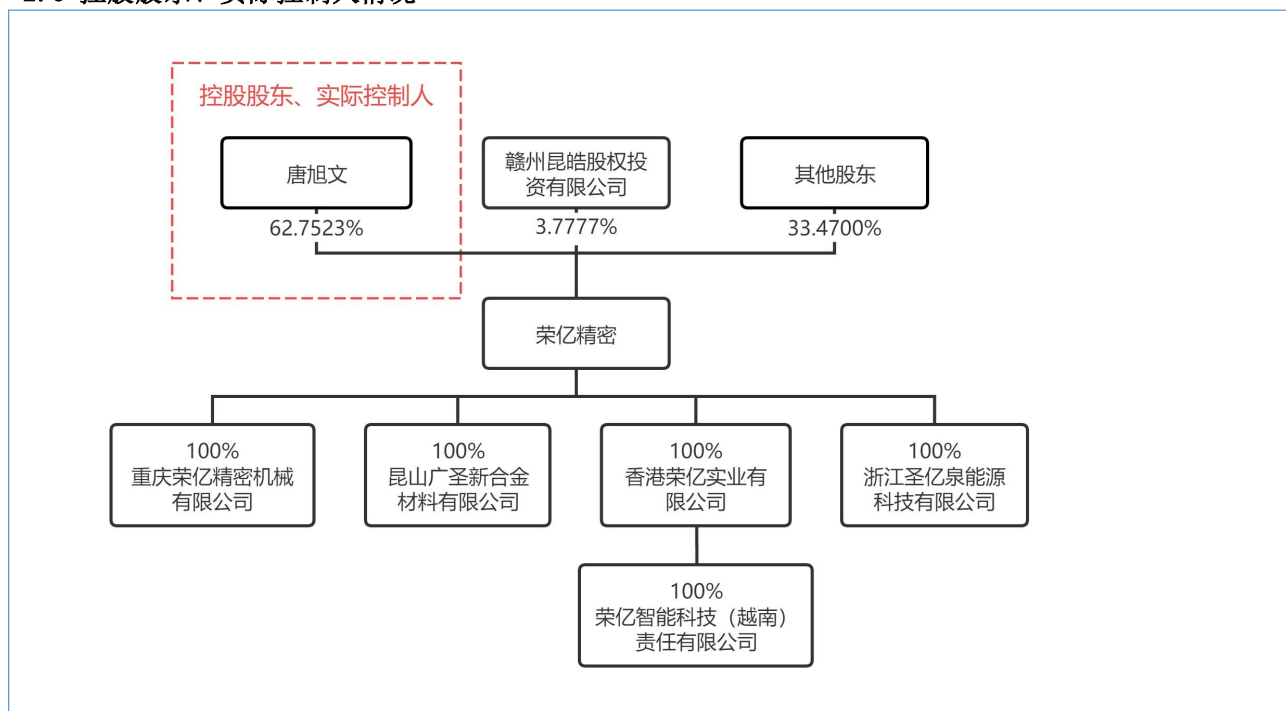 控股股东、实际控制人
唐旭文
赣州昆皓股权投
资有限公司
其他股东
62.7523%
3.7777%
33.4700%
荣亿精密
100%
重庆荣亿精密机械
有限公司
100%
昆山广圣新合金
材料有限公司
100%
香港荣亿实业有
限公司
100%
浙江圣亿泉能源
科技有限公司
100%
荣亿智能科技（越南）
责任有限公司